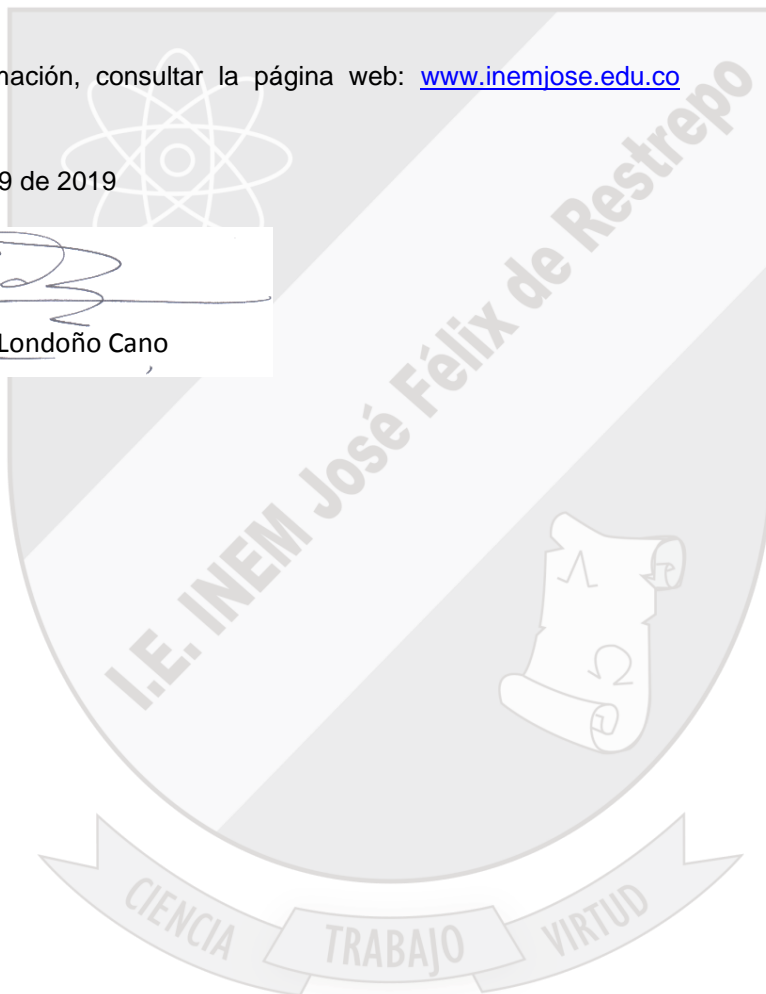 mación, consultar la página web: www.inemjose.edu.co
9 de 2019
Londoño Cano
I.E. INEM José Félix de Restrepo
Λ
Ω
CIENCIA TRABAJO VIRTUD